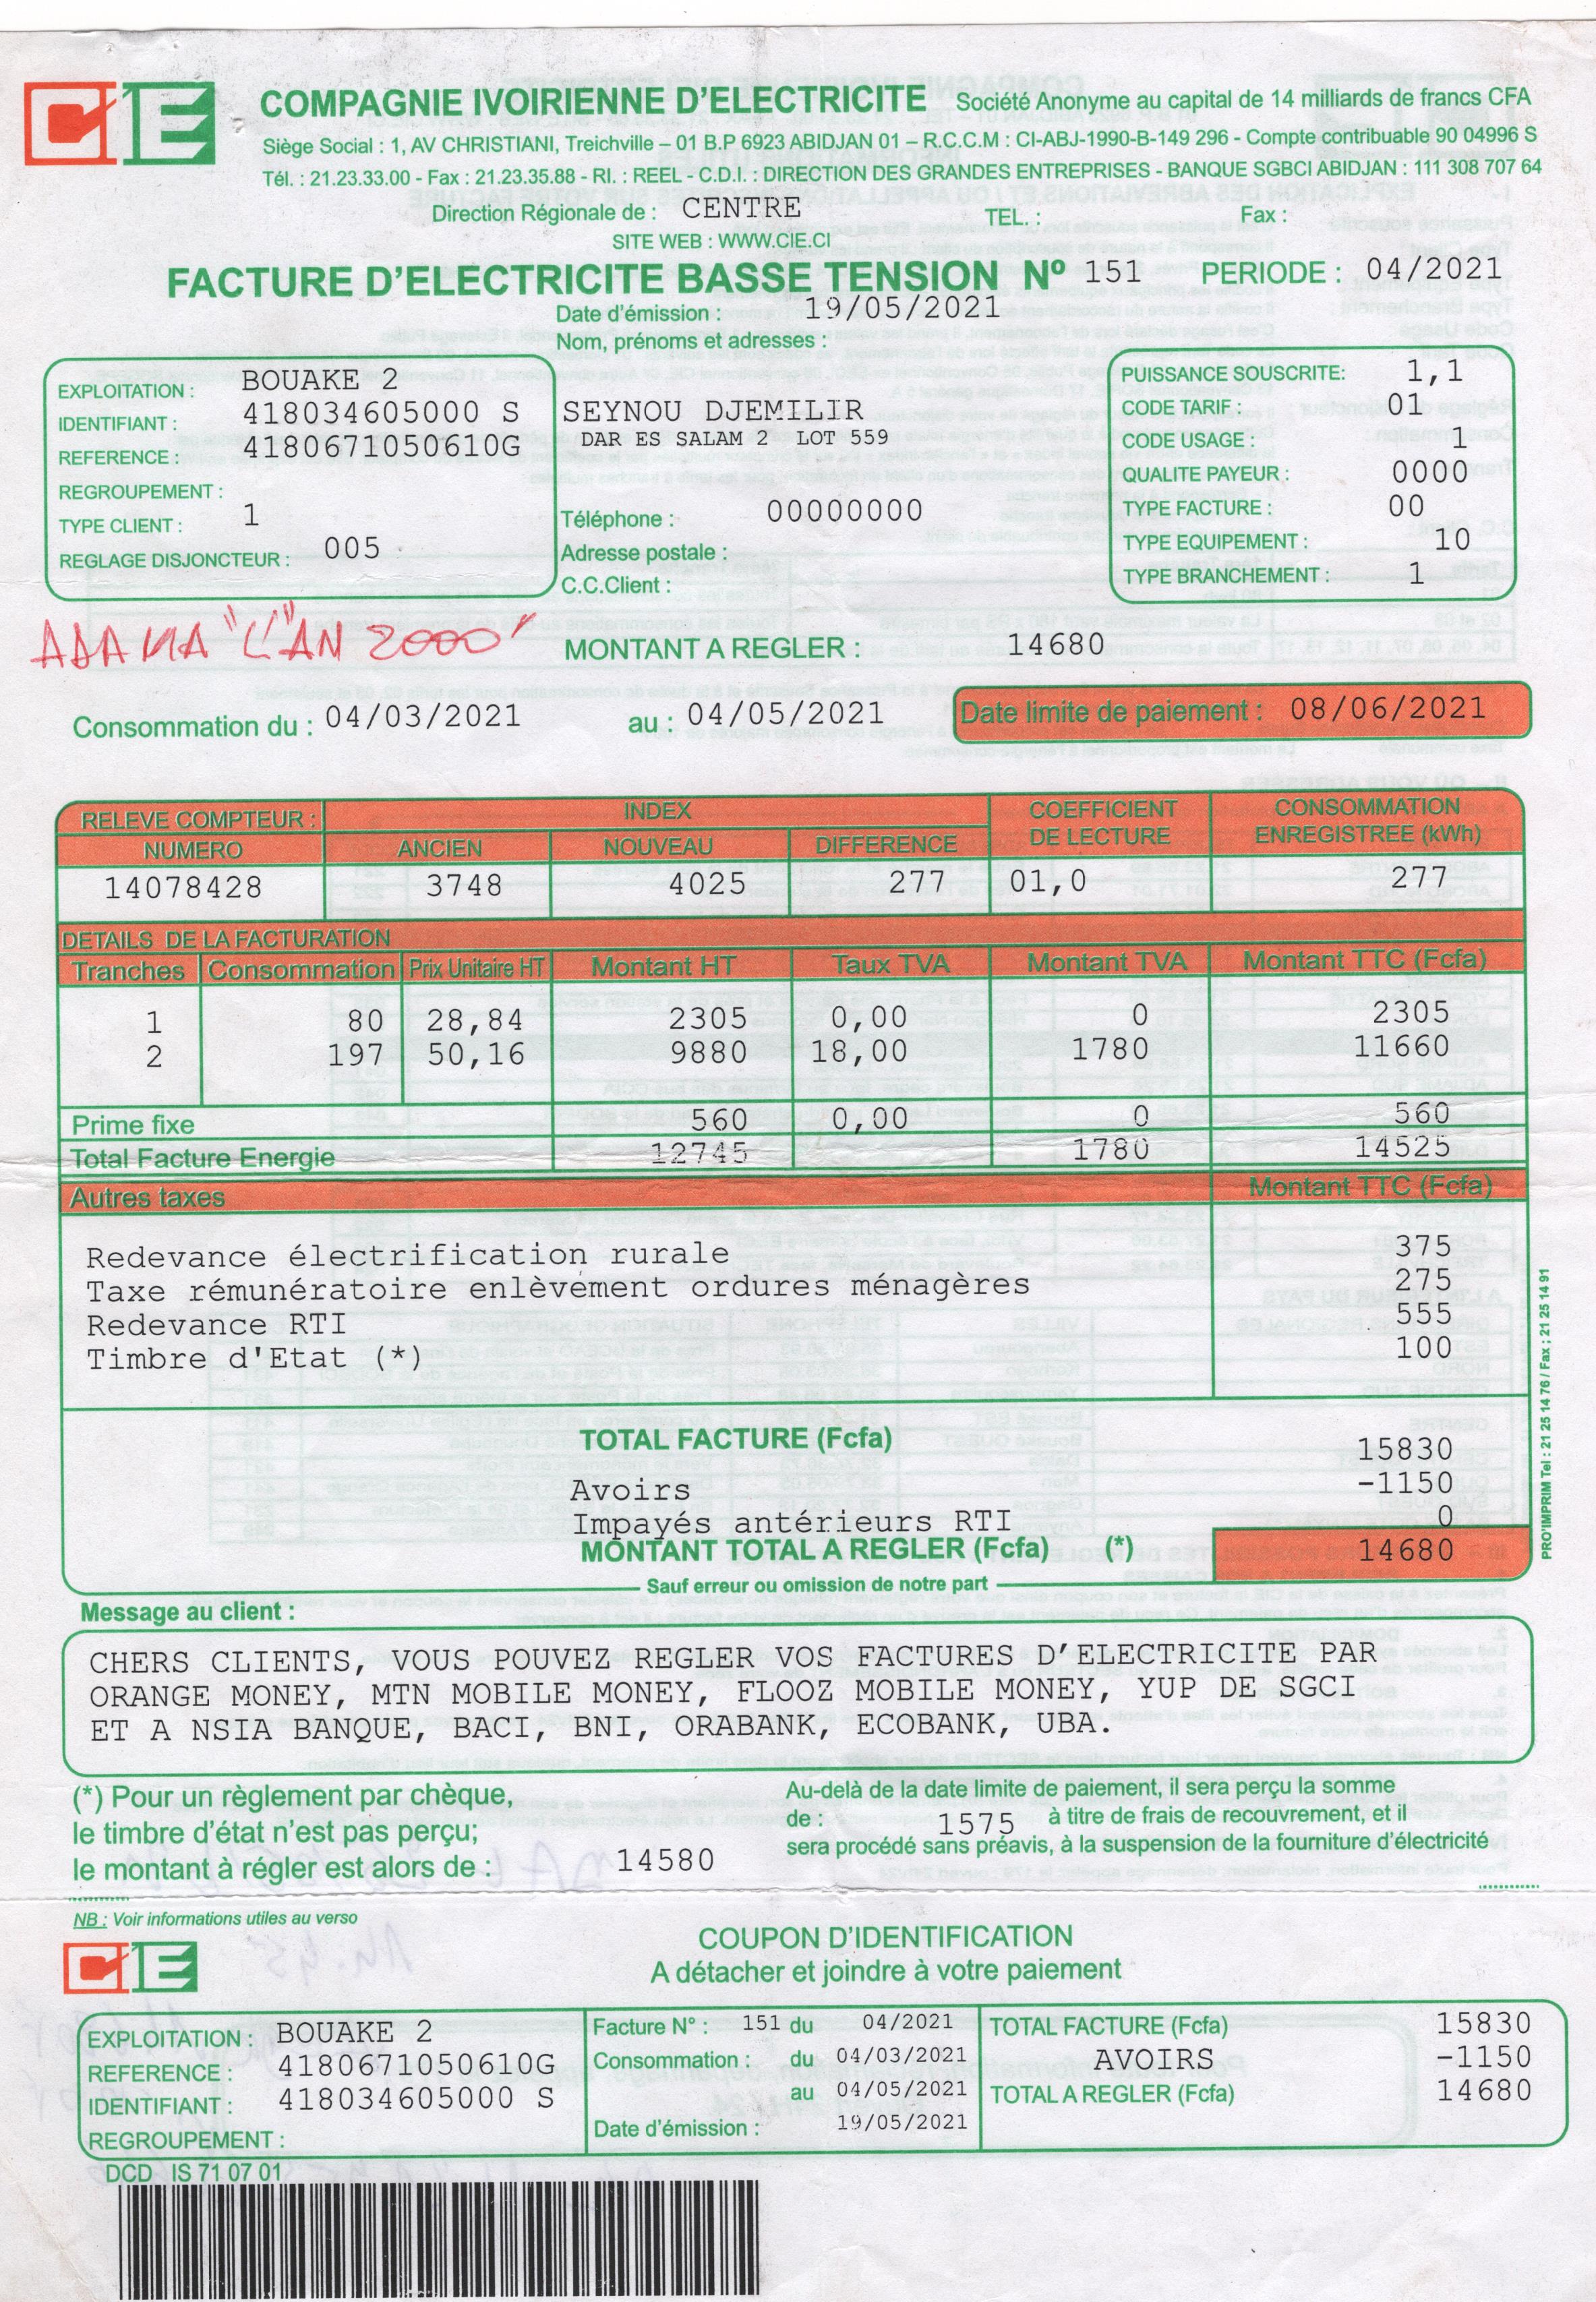 CIE
COMPAGNIE IVOIRIENNE D'ELECTRICITE Société Anonyme au capital de 14 milliards de francs CFA
Siège Social : 1, AV CHRISTIANI, Treichville – 01 B.P 6923 ABIDJAN 01 – R.C.C.M : CI-ABJ-1990-B-149 296 - Compte contribuable 90 04996 S
Tél. : 21.23.33.00 - Fax : 21.23.35.88 - RI. : REEL - C.D.I. : DIRECTION DES GRANDES ENTREPRISES - BANQUE SGBCI ABIDJAN : 111 308 707 64
Direction Régionale de : CENTRE TEL. : Fax :
SITE WEB : WWW.CIE.CI
FACTURE D'ELECTRICITE BASSE TENSION Nº 151 PERIODE : 04/2021
Date d'émission : 19/05/2021
Nom, prénoms et adresses :
EXPLOITATION : BOUAKE 2
IDENTIFIANT : 418034605000 S
REFERENCE : 4180671050610G
REGROUPEMENT :
TYPE CLIENT : 1
REGLAGE DISJONCTEUR : 005
SEYNOU DJEMILIR
DAR ES SALAM 2 LOT 559
Téléphone : 00000000
Adresse postale :
C.C.Client :
PUISSANCE SOUSCRITE: 1,1
CODE TARIF : 01
CODE USAGE : 1
QUALITE PAYEUR : 0000
TYPE FACTURE : 00
TYPE EQUIPEMENT : 10
TYPE BRANCHEMENT : 1
ADAMA "L'AN 2000"
MONTANT A REGLER : 14680
Consommation du : 04/03/2021 au : 04/05/2021 Date limite de paiement : 08/06/2021
RELEVE COMPTEUR : INDEX COEFFICIENT DE LECTURE CONSOMMATION ENREGISTREE (kWh)
NUMERO ANCIEN NOUVEAU DIFFERENCE
14078428 3748 4025 277 01,0 277
DETAILS DE LA FACTURATION
Tranches Consommation Prix Unitaire HT Montant HT Taux TVA Montant TVA Montant TTC (Fcfa)
1 80 28,84 2305 0,00 0 2305
2 197 50,16 9880 18,00 1780 11660
Prime fixe 560 0,00 0 560
Total Facture Energie 12745 1780 14525
Autres taxes Montant TTC (Fcfa)
Redevance électrification rurale 375
Taxe rémunératoire enlèvement ordures ménagères 275
Redevance RTI 555
Timbre d'Etat (*) 100
TOTAL FACTURE (Fcfa) 15830
Avoirs -1150
Impayés antérieurs RTI 0
MONTANT TOTAL A REGLER (Fcfa) (*) 14680
Sauf erreur ou omission de notre part
PRO'IMPRIM Tel : 21 25 14 76 / Fax : 21 25 14 91
Message au client :
CHERS CLIENTS, VOUS POUVEZ REGLER VOS FACTURES D'ELECTRICITE PAR
ORANGE MONEY, MTN MOBILE MONEY, FLOOZ MOBILE MONEY, YUP DE SGCI
ET A NSIA BANQUE, BACI, BNI, ORABANK, ECOBANK, UBA.
(*) Pour un règlement par chèque,
le timbre d'état n'est pas perçu;
le montant à régler est alors de : 14580
Au-delà de la date limite de paiement, il sera perçu la somme
de : 1575 à titre de frais de recouvrement, et il
sera procédé sans préavis, à la suspension de la fourniture d'électricité
NB : Voir informations utiles au verso
CIE
COUPON D'IDENTIFICATION
A détacher et joindre à votre paiement
EXPLOITATION : BOUAKE 2
REFERENCE : 4180671050610G
IDENTIFIANT : 418034605000 S
REGROUPEMENT :
Facture N° : 151 du 04/2021
Consommation : du 04/03/2021
au 04/05/2021
Date d'émission : 19/05/2021
TOTAL FACTURE (Fcfa) 15830
AVOIRS -1150
TOTAL A REGLER (Fcfa) 14680
DCD IS 71 07 01